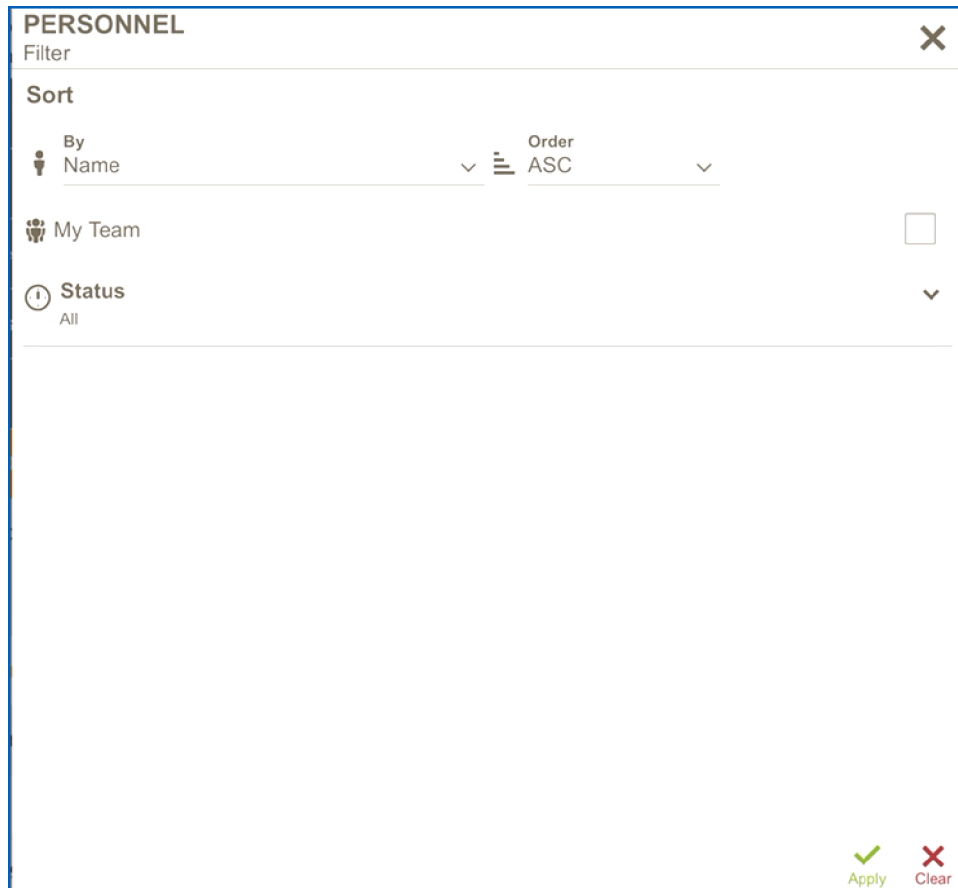 PERSONNEL
Filter
Sort
By
Name
Order
ASC
My Team
Status
All
Apply
Clear